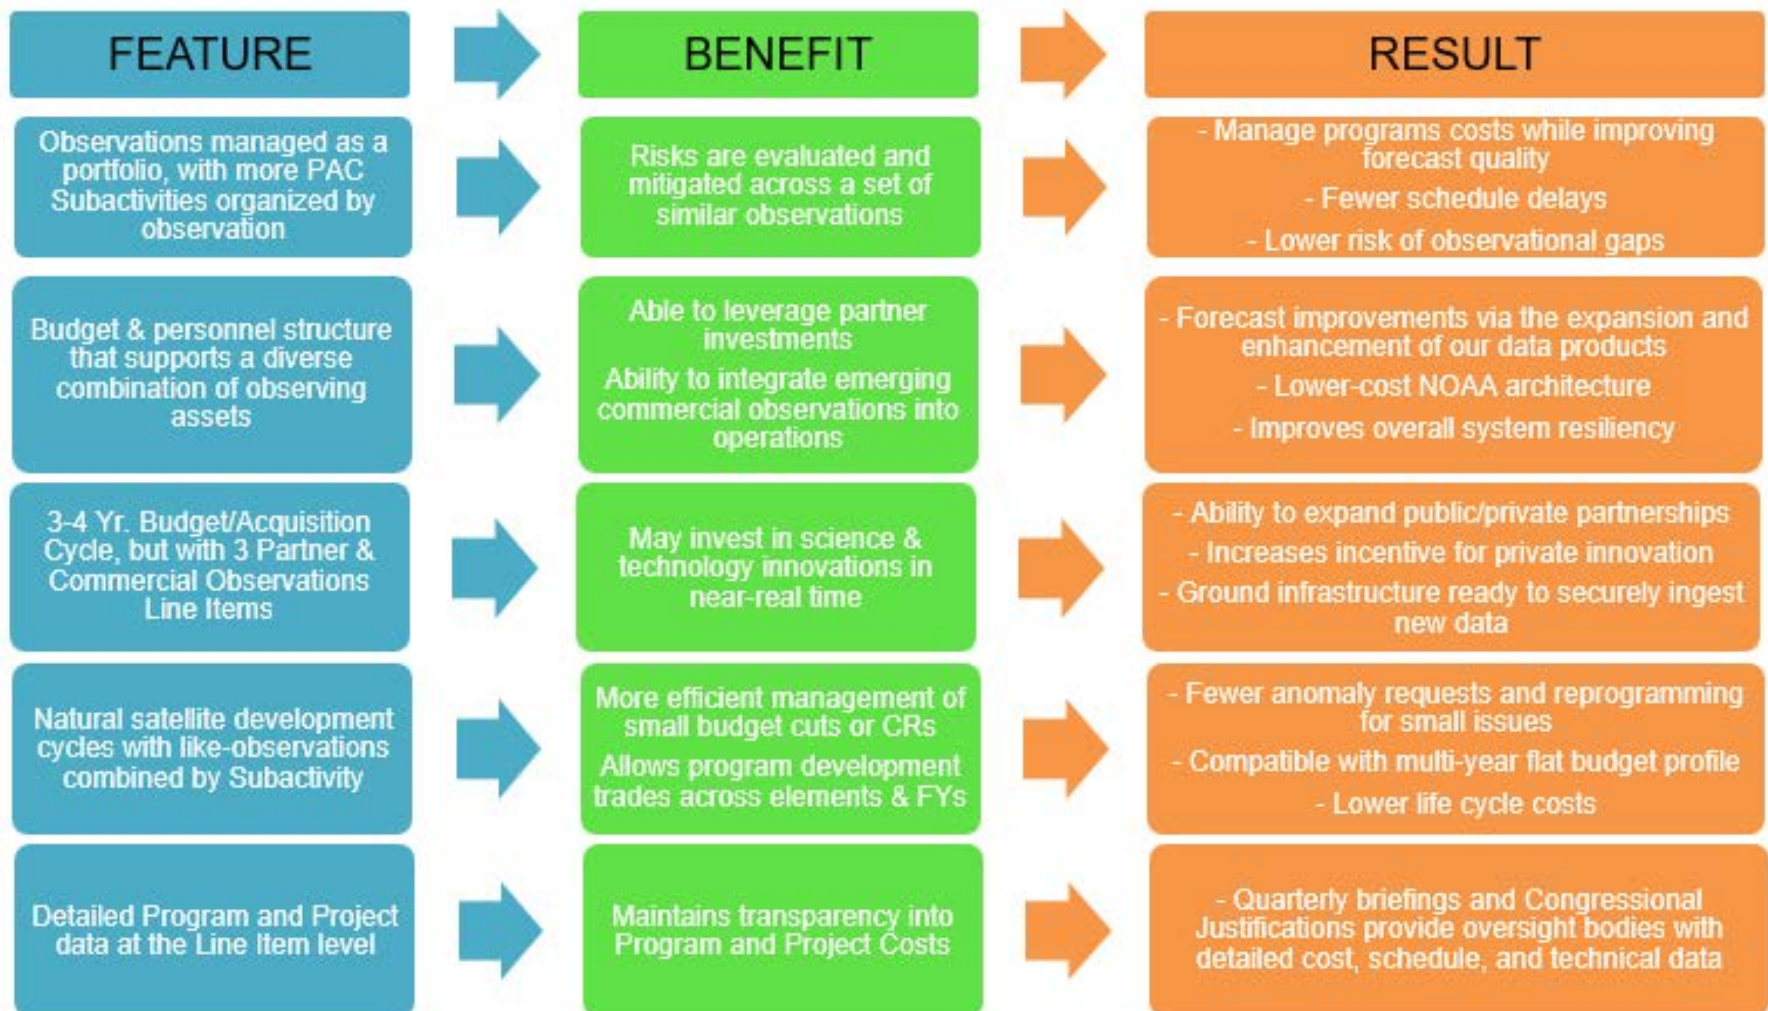 FEATURE
BENEFIT
RESULT
Observations managed as a
portfolio, with more PAC
Subactivities organized by
observation
Risks are evaluated and
mitigated across a set of
similar observations
- Manage programs costs while improving
forecast quality
- Fewer schedule delays
- Lower risk of observational gaps
Budget & personnel structure
that supports a diverse
combination of observing
assets
Able to leverage partner
investments
Ability to integrate emerging
commercial observations into
operations
- Forecast improvements via the expansion and
enhancement of our data products
- Lower-cost NOAA architecture
- Improves overall system resiliency
3-4 Yr. Budget/Acquisition
Cycle, but with 3 Partner &
Commercial Observations
Line Items
May invest in science &
technology innovations in
near-real time
- Ability to expand public/private partnerships
- Increases incentive for private innovation
- Ground infrastructure ready to securely ingest
new data
Natural satellite development
cycles with like-observations
combined by Subactivity
More efficient management of
small budget cuts or CRs
Allows program development
trades across elements & FYs
- Fewer anomaly requests and reprogramming
for small issues
- Compatible with multi-year flat budget profile
- Lower life cycle costs
Detailed Program and Project
data at the Line Item level
Maintains transparency into
Program and Project Costs
- Quarterly briefings and Congressional
Justifications provide oversight bodies with
detailed cost, schedule, and technical data